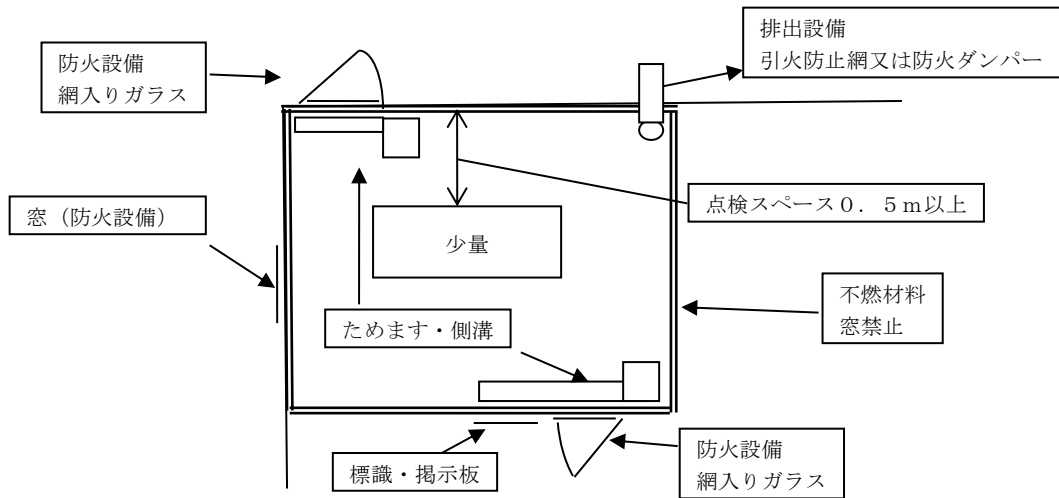 排出設備
引火防止網又は防火ダンパー
防火設備
網入りガラス
点検スペース０．５ｍ以上
窓（防火設備）
少量
不燃材料
窓禁止
ためます・側溝
防火設備
網入りガラス
標識・掲示板